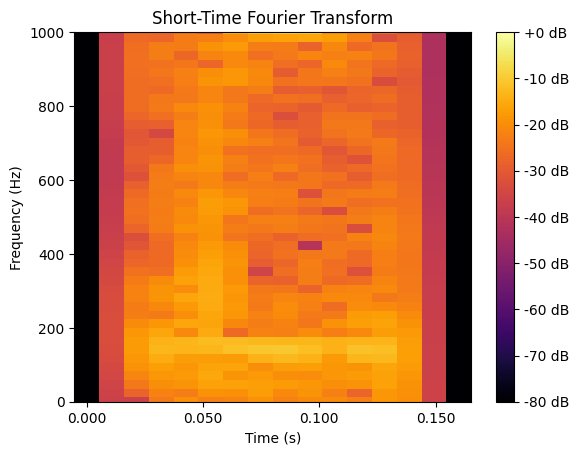 Short-Time Fourier Transform
1000
800
600
400
200
0
Frequency (Hz)
0.000
0.050
0.100
0.150
Time (s)
+0 dB
-10 dB
-20 dB
-30 dB
-40 dB
-50 dB
-60 dB
-70 dB
-80 dB